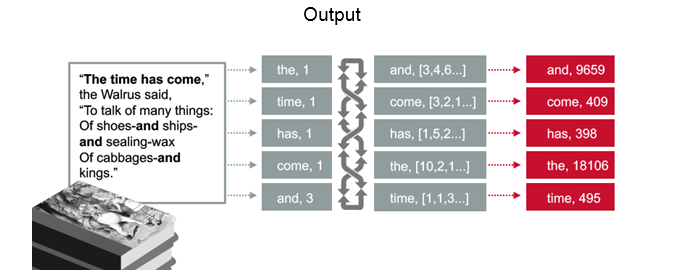 Output
“The time has come,”
the Walrus said,
“To talk of many things:
Of shoes-and ships-
and sealing-wax
Of cabbages-and
kings.”
the, 1
time, 1
has, 1
come, 1
and, 3
and, [3,4,6...]
come, [3,2,1...]
has, [1,5,2...]
the, [10,2,1...]
time, [1,1,3...]
and, 9659
come, 409
has, 398
the, 18106
time, 495